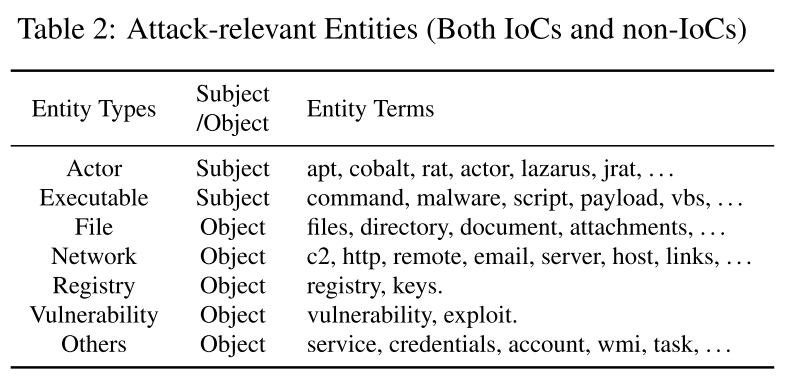 Table 2: Attack-relevant Entities (Both IoCs and non-IoCs)
Entity Types Subject /Object Entity Terms
Actor Subject apt, cobalt, rat, actor, lazarus, jrat, ...
Executable Subject command, malware, script, payload, vbs, ...
File Object files, directory, document, attachments, ...
Network Object c2, http, remote, email, server, host, links, ...
Registry Object registry, keys.
Vulnerability Object vulnerability, exploit.
Others Object service, credentials, account, wmi, task, ...